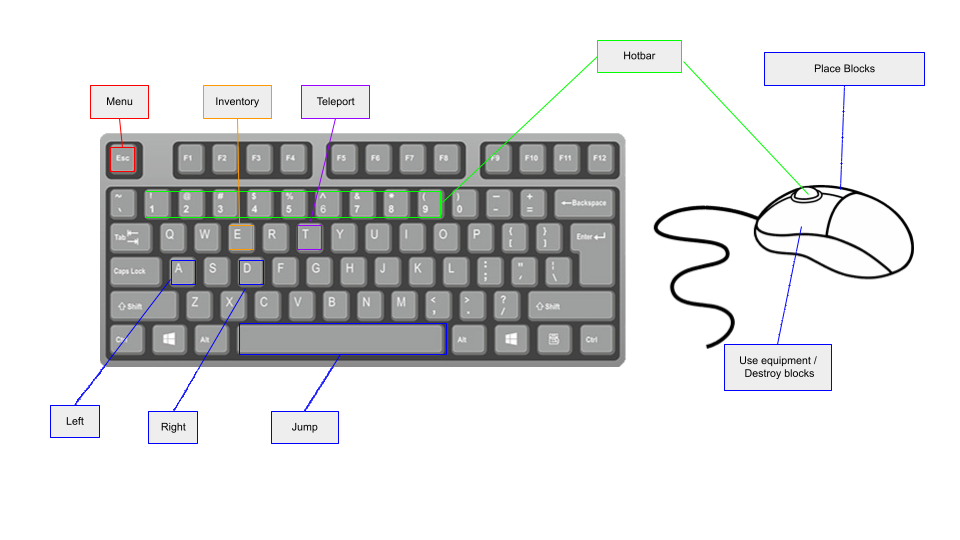 Hotbar
Place Blocks
Menu
Inventory
Teleport
Esc F1 F2 F3 F4 F5 F6 F7 F8 F9 F10 F11 F12
~ ! @ # $ % ^ & * ( ) — +
\ 1 2 3 4 5 6 7 8 9 0 - =
←Backspace
Tab Q W E R T Y U I O P { [ } ] Enter
Caps Lock A S D F G H J K L : ; " , | \
⇧Shift Z X C V B N M < , > . ? / ⇧Shift
Ctrl Alt Alt Ctrl
Use equipment /
Destroy blocks
Left
Right
Jump